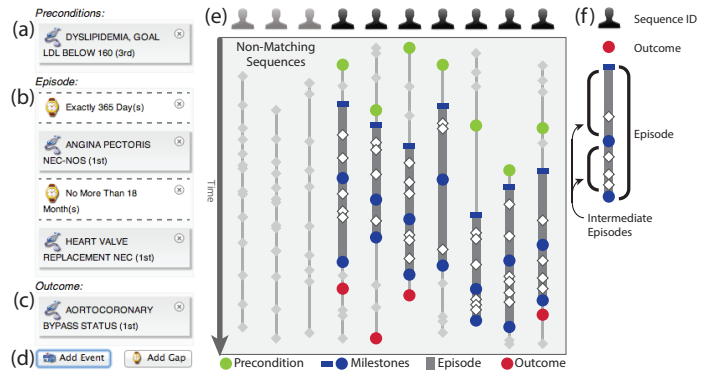 Preconditions:
(a)
DYSLIPIDEMIA, GOAL
LDL BELOW 160 (3rd)
Episode:
(b)
Exactly 365 Day(s)
ANGINA PECTORIS
NEC-NOS (1st)
No More Than 18
Month(s)
HEART VALVE
REPLACEMENT NEC (1st)
Outcome:
(c)
AORTOCORONARY
BYPASS STATUS (1st)
(d)
Add Event
Add Gap
(e)
Non-Matching
Sequences
Time
Precondition
Milestones
Episode
Outcome
(f)
Sequence ID
Outcome
Episode
Intermediate
Episodes